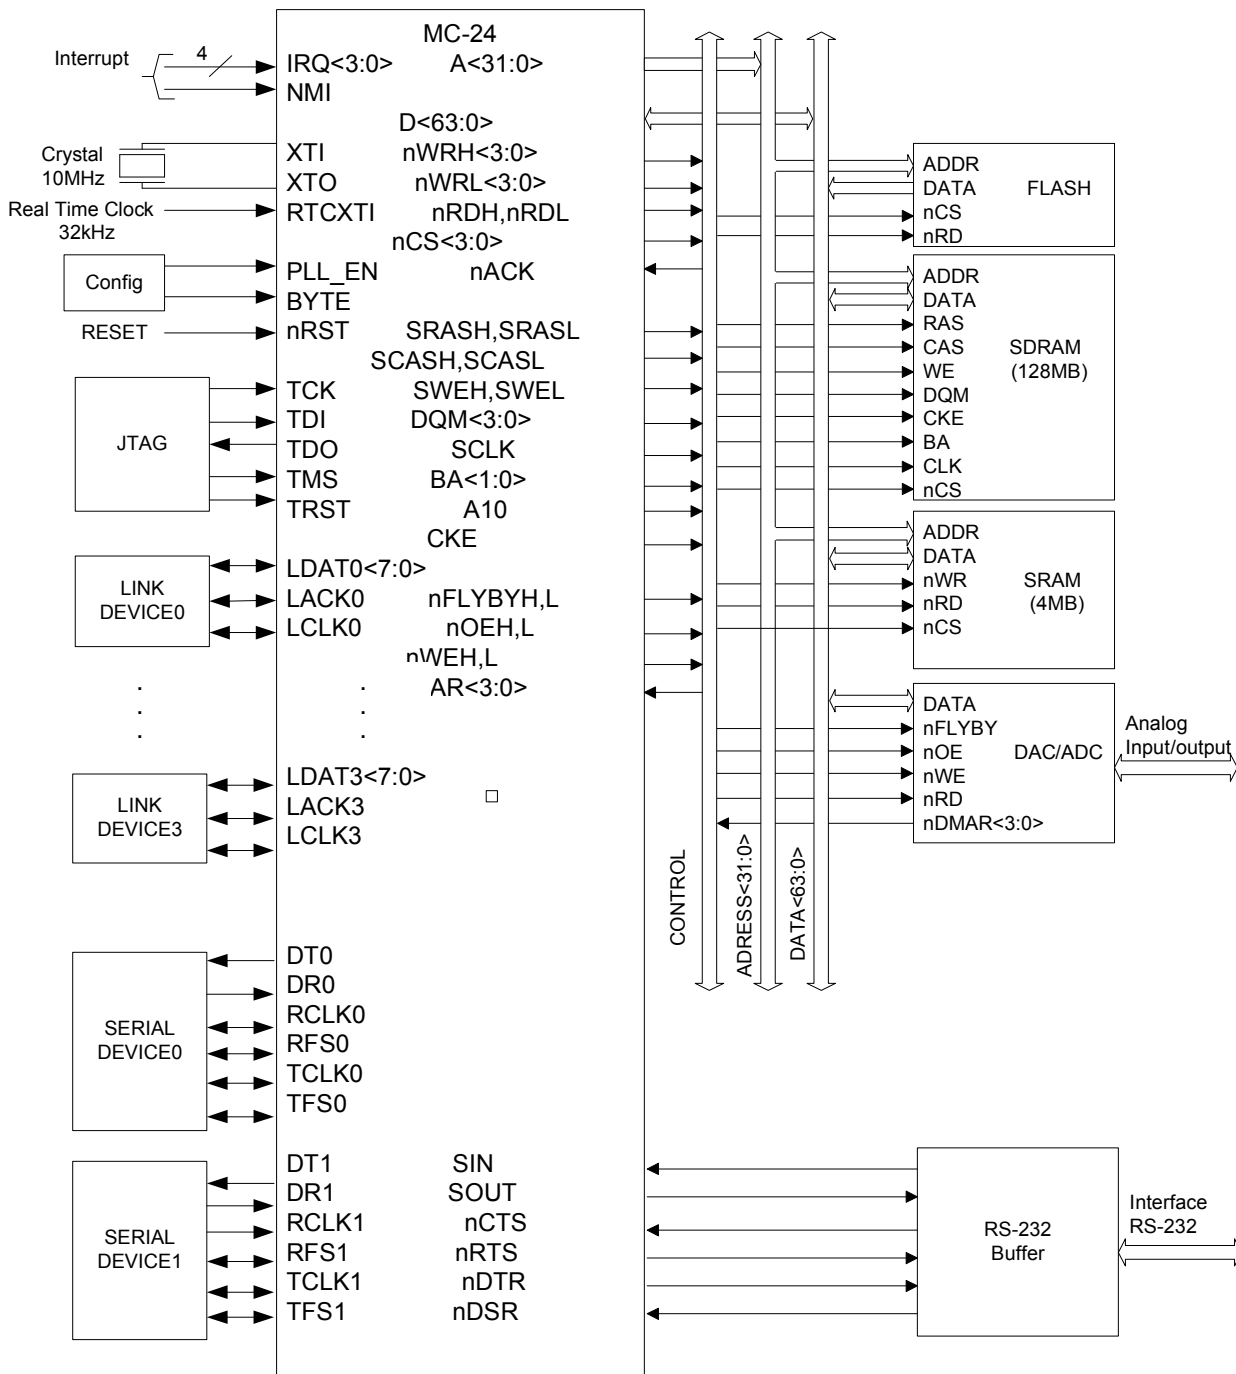 MC-24
Interrupt
4
IRQ<3:0> A<31:0>
NMI
D<63:0>
Crystal
10MHz
XTI nWRH<3:0>
XTO nWRL<3:0>
Real Time Clock
32kHz
RTCXTI nRDH,nRDL
nCS<3:0>
Config
PLL_EN nACK
BYTE
RESET
nRST SRASH,SRASL
SCASH,SCASL
JTAG
TCK SWEH,SWEL
TDI DQM<3:0>
TDO SCLK
TMS BA<1:0>
TRST A10
CKE
LINK
DEVICE0
LDAT0<7:0>
LACK0 nFLYBYH,L
LCLK0 nOEH,L
nWEH,L
AR<3:0>
.
.
.
.
.
.
LINK
DEVICE3
LDAT3<7:0>
LACK3
LCLK3
SERIAL
DEVICE0
DT0
DR0
RCLK0
RFS0
TCLK0
TFS0
SERIAL
DEVICE1
DT1 SIN
DR1 SOUT
RCLK1 nCTS
RFS1 nRTS
TCLK1 nDTR
TFS1 nDSR
CONTROL
ADRESS<31:0>
DATA<63:0>
ADDR
DATA FLASH
nCS
nRD
ADDR
DATA
RAS
CAS SDRAM
WE (128MB)
DQM
CKE
BA
CLK
nCS
ADDR
DATA
nWR SRAM
nRD (4MB)
nCS
DATA
nFLYBY
nOE DAC/ADC
nWE
nRD
nDMAR<3:0>
Analog
Input/output
RS-232
Buffer
Interface
RS-232